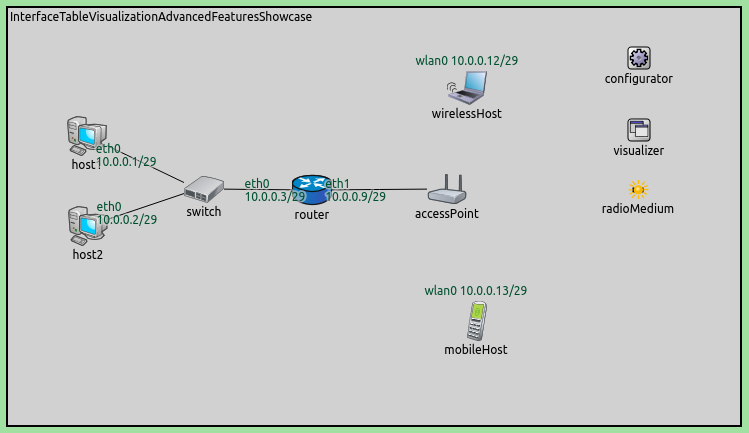 InterfaceTableVisualizationAdvancedFeaturesShowcase
wlan0 10.0.0.12/29
wirelessHost
configurator
visualizer
radioMedium
eth0
10.0.0.1/29
host1
eth0
10.0.0.2/29
host2
switch
eth0
10.0.0.3/29
eth1
10.0.0.9/29
router
accessPoint
wlan0 10.0.0.13/29
mobileHost